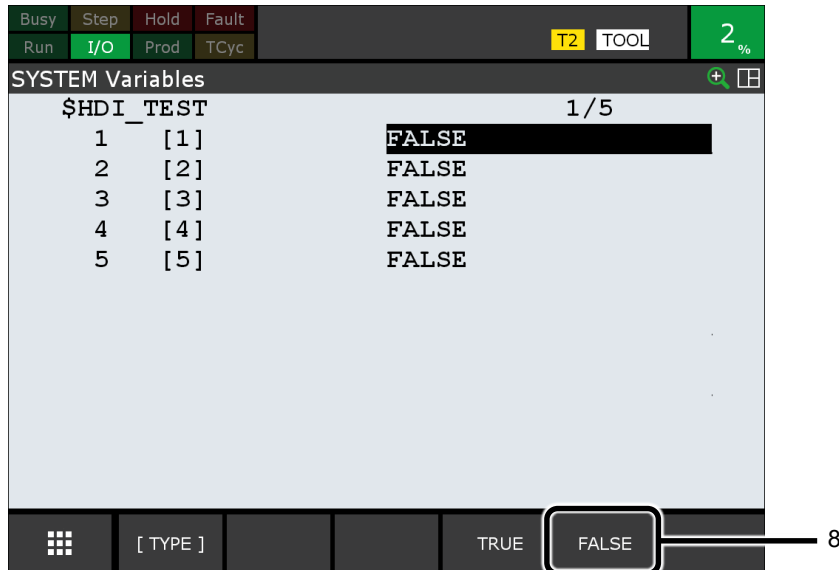 Busy Step Hold Fault
Run I/O Prod TCyc T2 TOOL 2 %
SYSTEM Variables
$HDI_TEST 1/5
1 [1] FALSE
2 [2] FALSE
3 [3] FALSE
4 [4] FALSE
5 [5] FALSE
[ TYPE ] TRUE FALSE 8